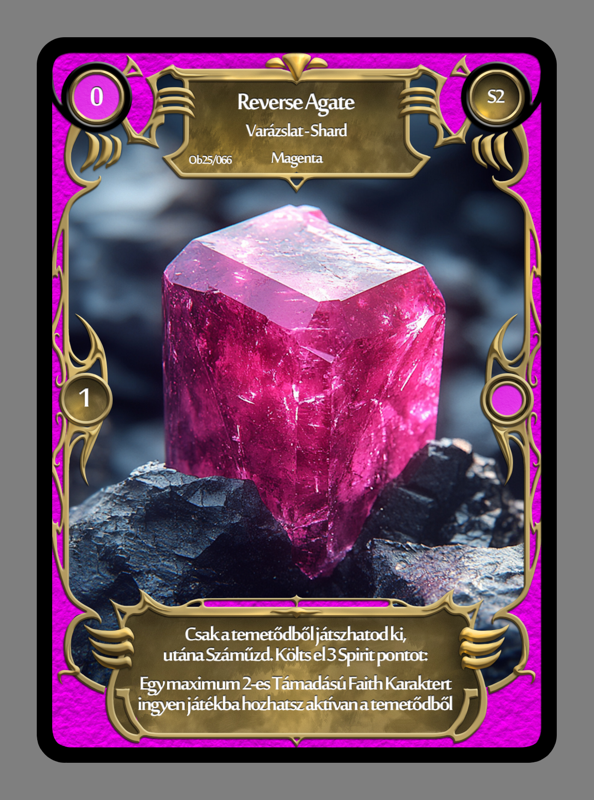 0
Reverse Agate
S2
Varázslat - Shard
Ob25/066 Magenta
1
Csak a temetődből játszhatod ki,
utána Száműzd. Költs el 3 Spirit pontot:
Egy maximum 2-es Támadású Faith Karaktert
ingyen játékba hozhatsz aktívan a temetődből